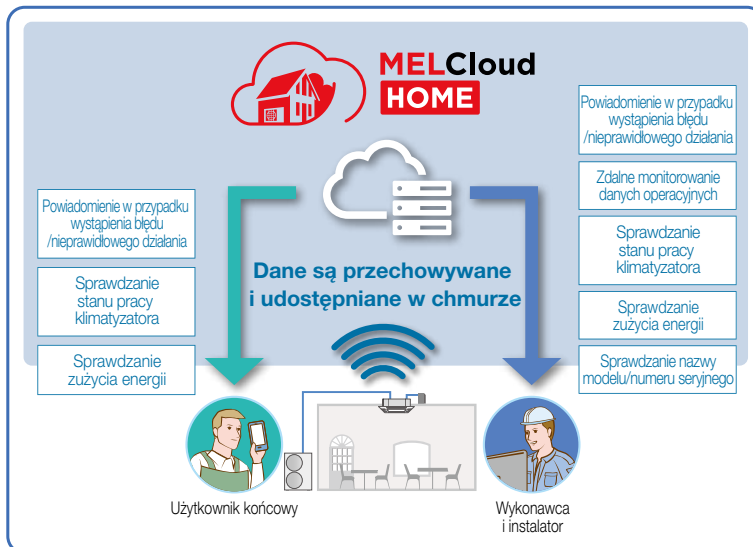 MELCloud
HOME
Powiadomienie w przypadku
wystąpienia błędu
/nieprawidłowego działania
Sprawdzanie
stanu pracy
klimatyzatora
Sprawdzanie
zużycia energii
Dane są przechowywane
i udostępniane w chmurze
Powiadomienie w przypadku
wystąpienia błędu
/nieprawidłowego działania
Zdalne monitorowanie
danych operacyjnych
Sprawdzanie
stanu pracy
klimatyzatora
Sprawdzanie
zużycia energii
Sprawdzanie nazwy
modelu/numeru seryjnego
Użytkownik końcowy
Wykonawca
i instalator